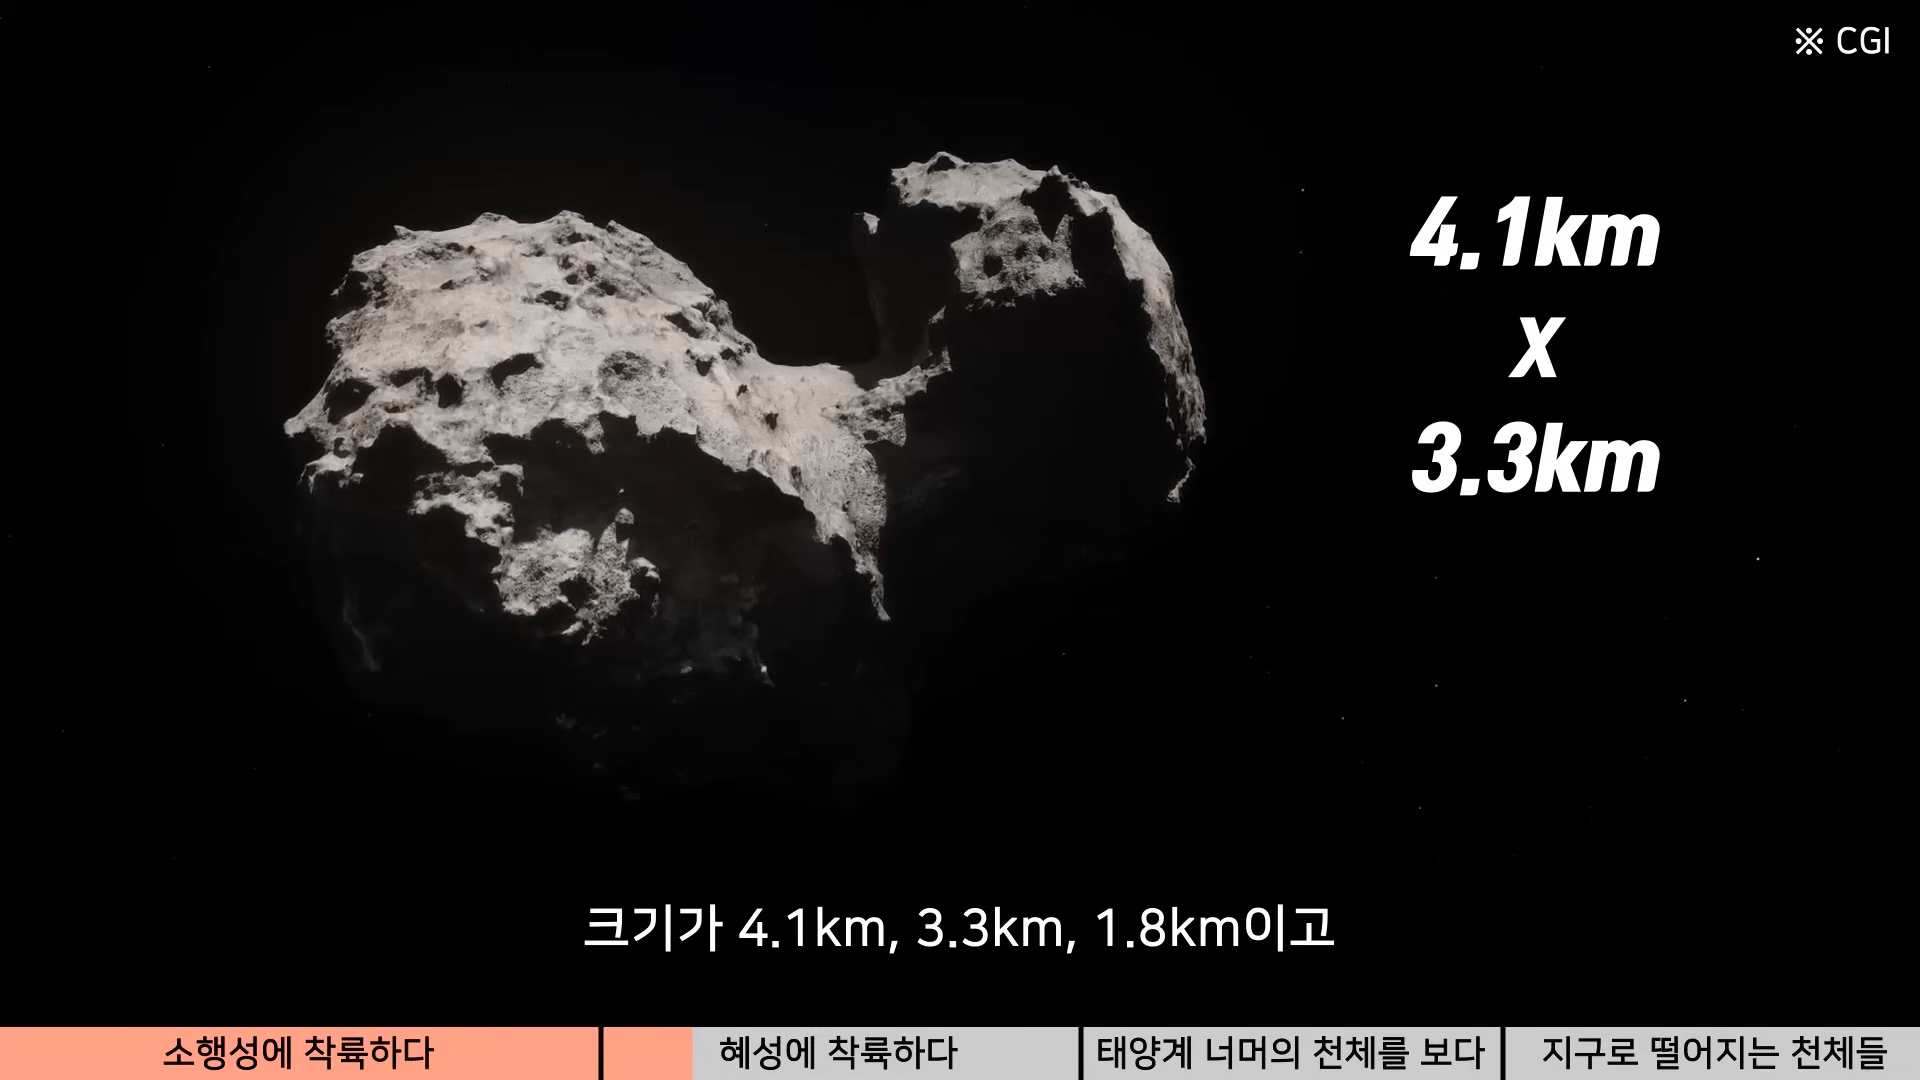 ※ CGI
4.1km
x
3.3km
크기가 4.1km, 3.3km, 1.8km이고
소행성에 착륙하다
혜성에 착륙하다
태양계 너머의 천체를 보다
지구로 떨어지는 천체들